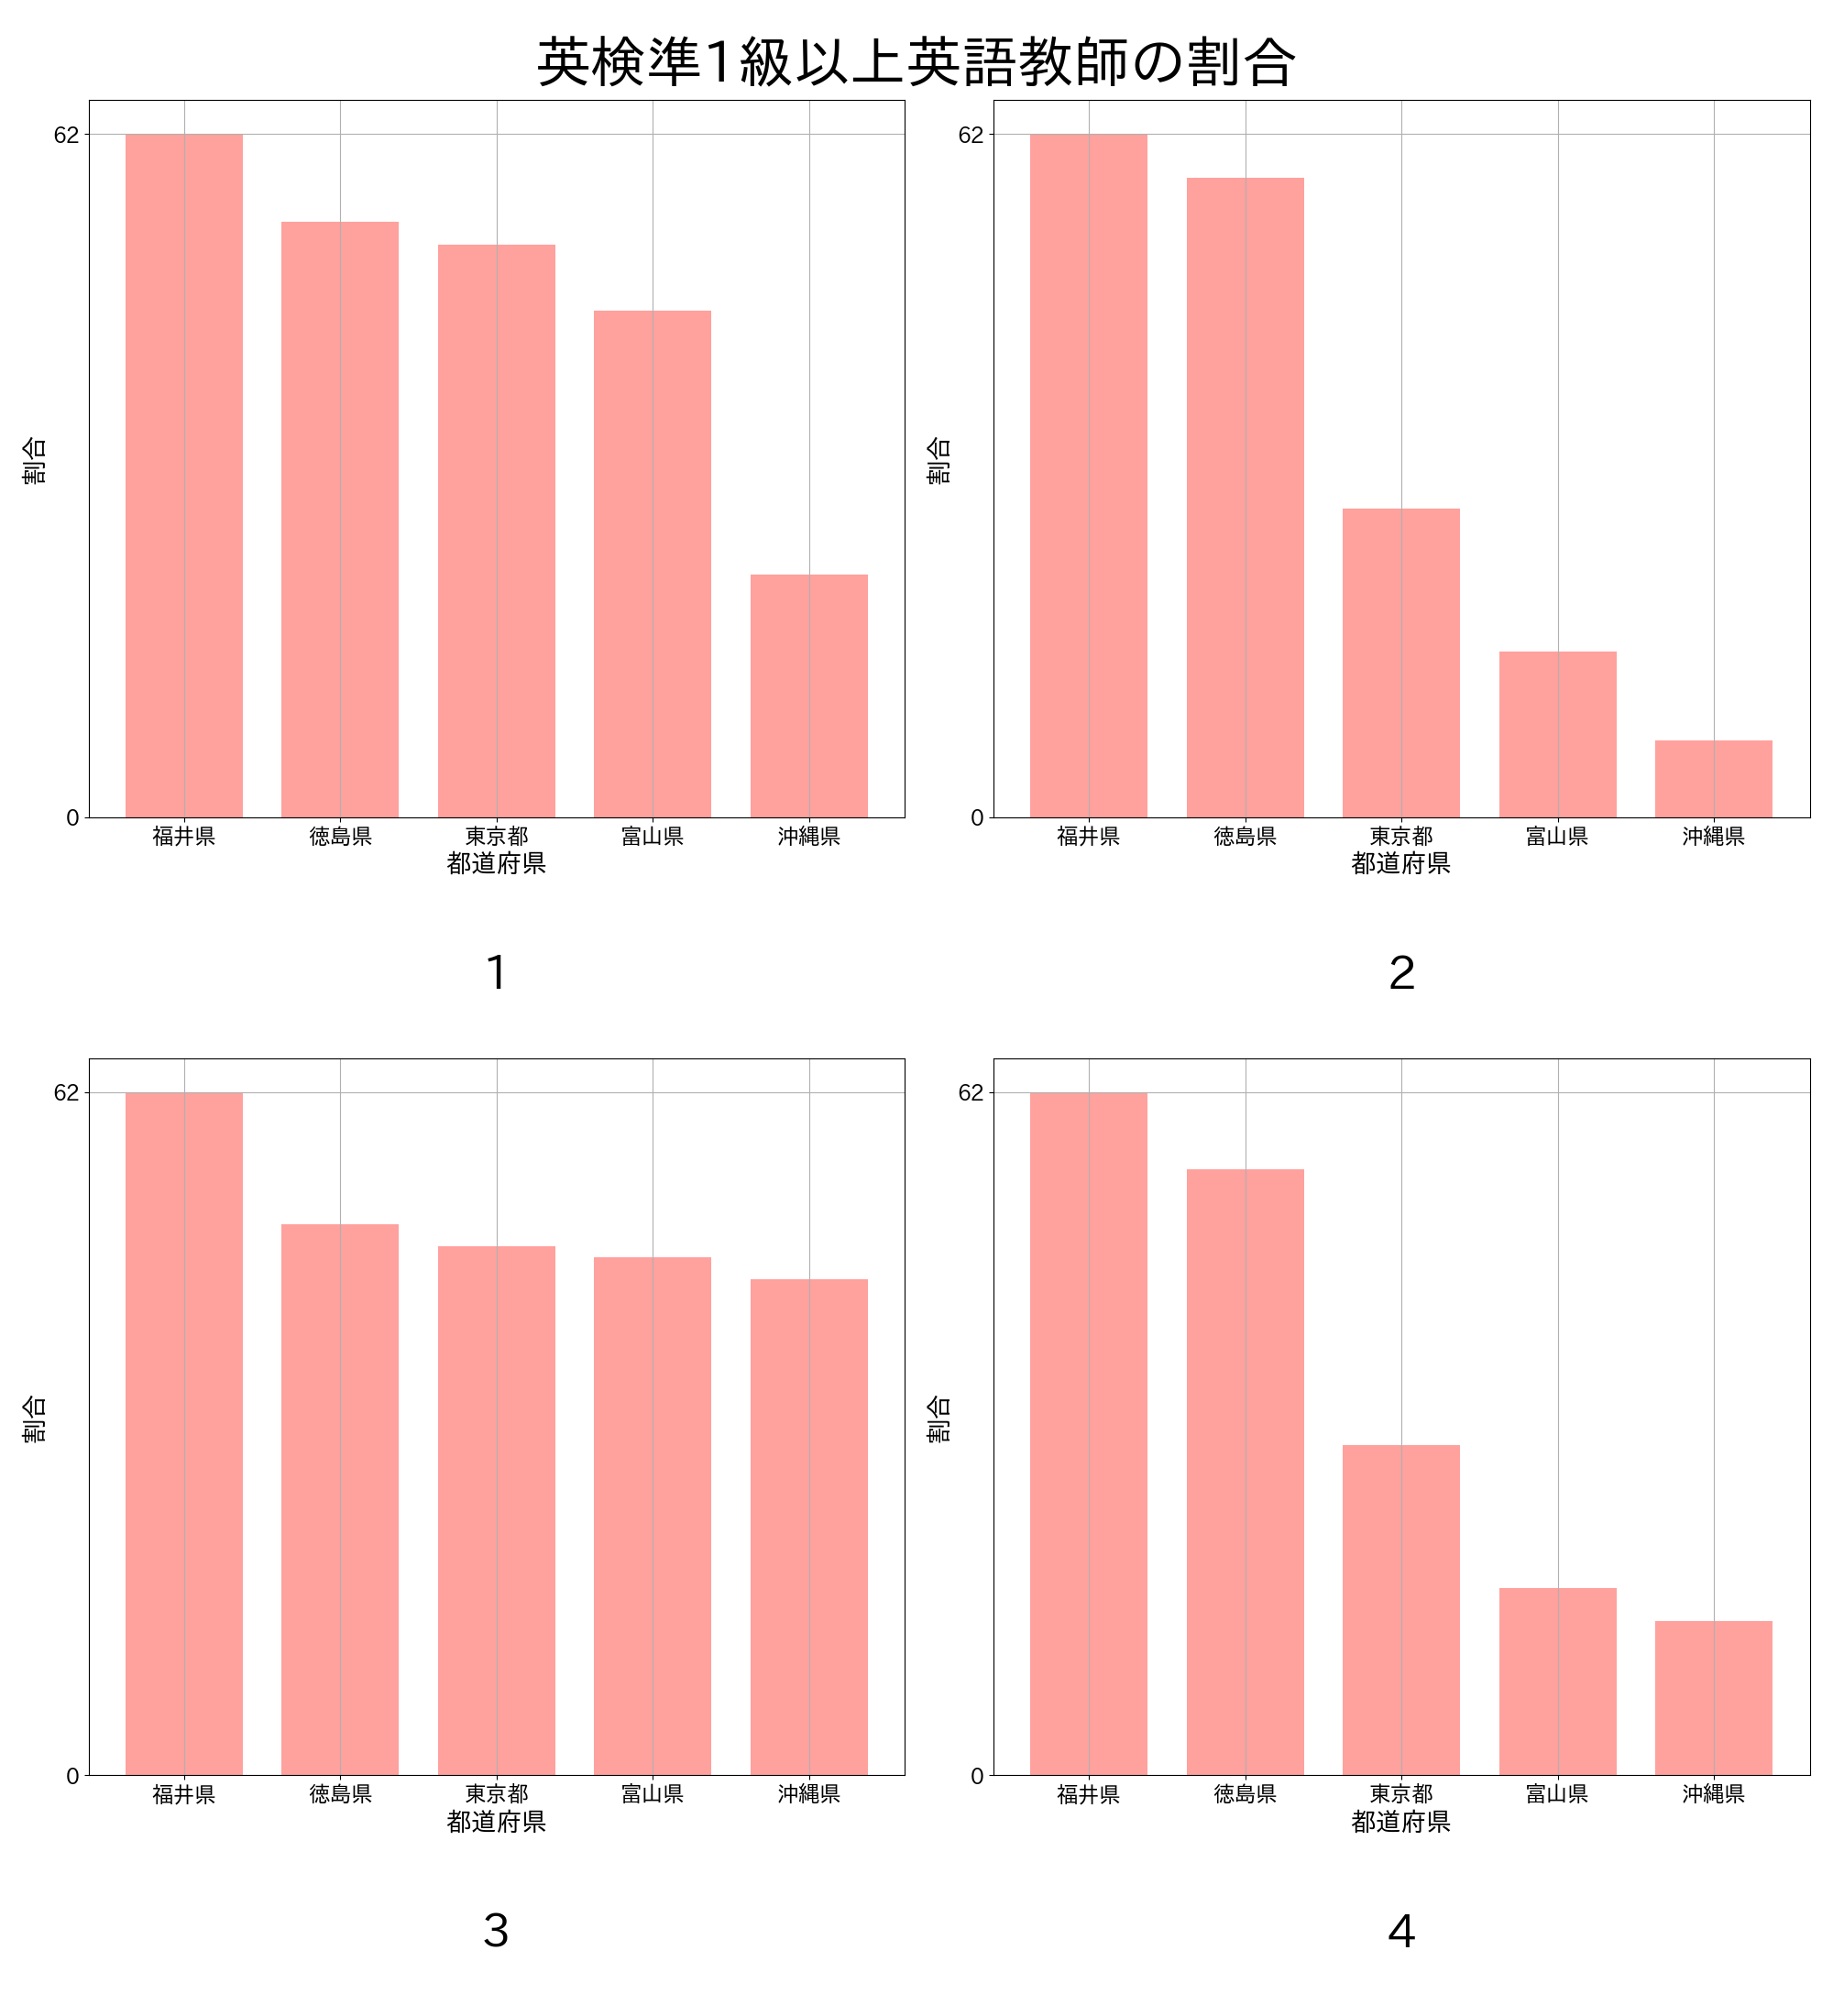 英検準1級以上英語教師の割合
62
0
割合
福井県 徳島県 東京都 富山県 沖縄県
都道府県
1
62
0
割合
福井県 徳島県 東京都 富山県 沖縄県
都道府県
2
62
0
割合
福井県 徳島県 東京都 富山県 沖縄県
都道府県
3
62
0
割合
福井県 徳島県 東京都 富山県 沖縄県
都道府県
4